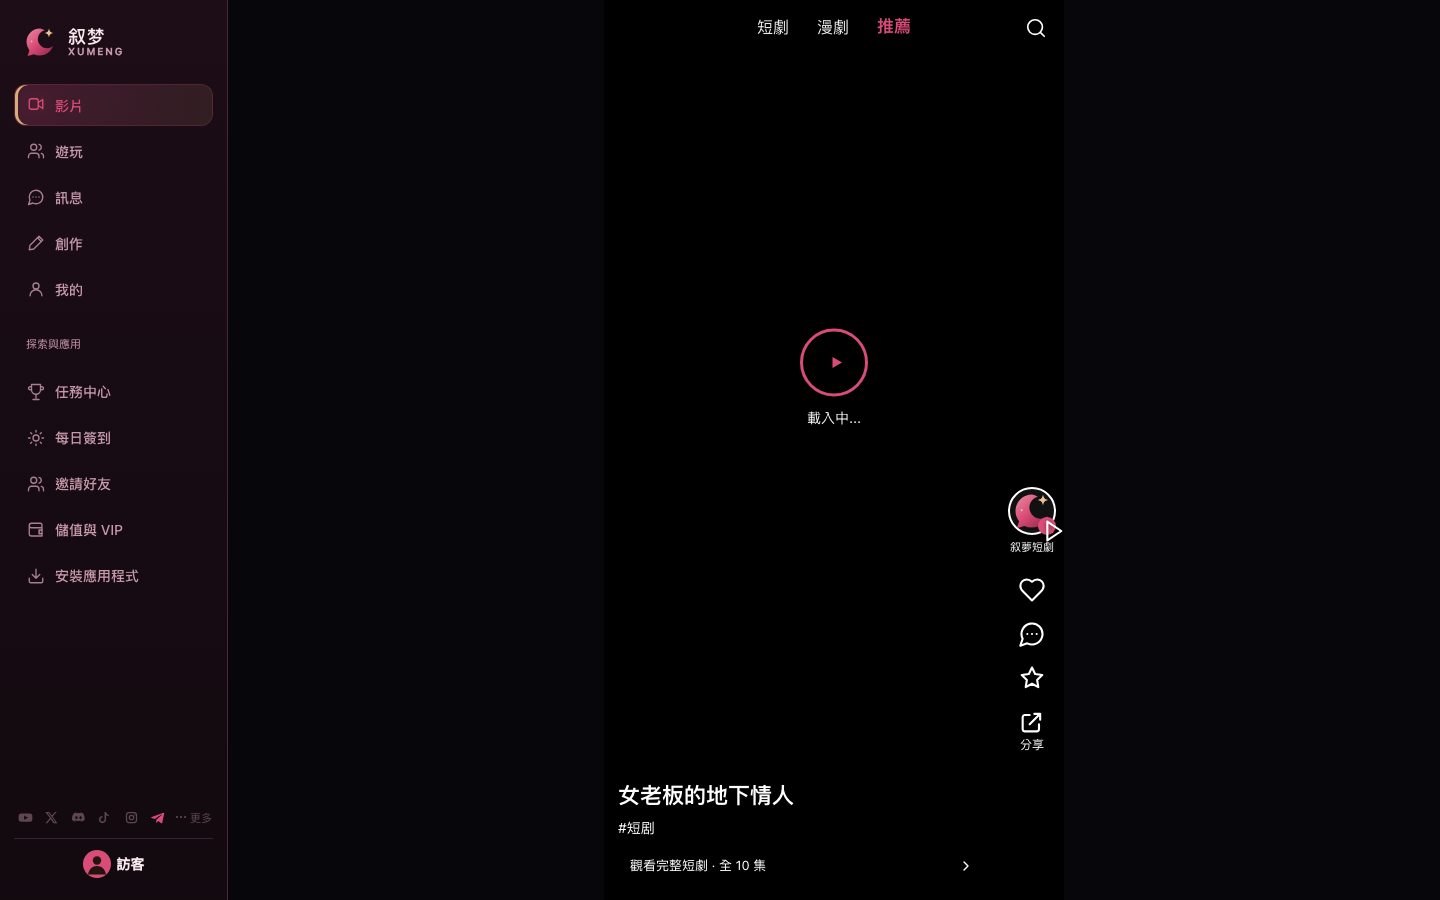 叙梦
XUMENG
影片
遊玩
訊息
創作
我的
探索與應用
任務中心
每日簽到
邀請好友
儲值與 VIP
安裝應用程式
更多
訪客
短劇
漫劇
推薦
載入中...
叙夢短劇
分享
女老板的地下情人
#短剧
觀看完整短劇 · 全 10 集